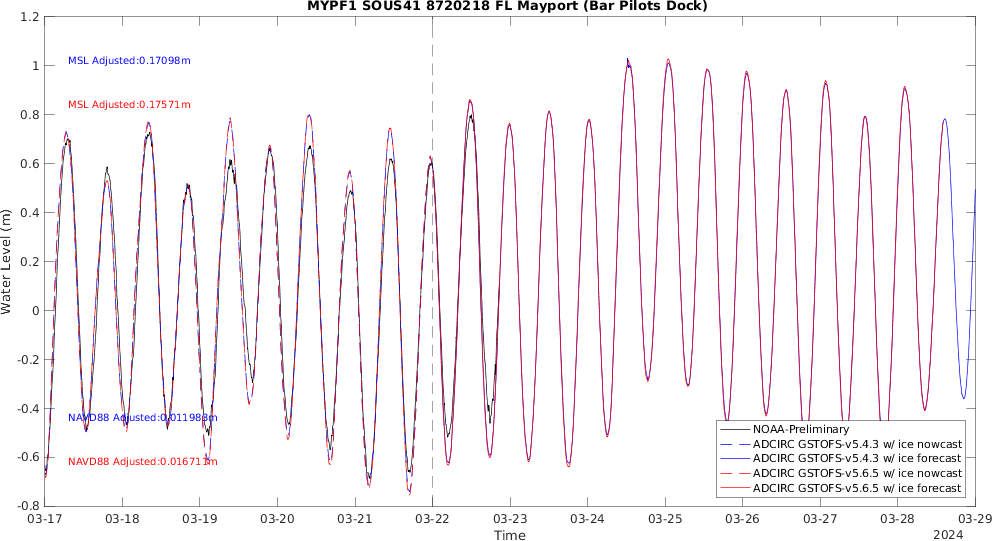 MYPF1 SOUS41 8720218 FL Mayport (Bar Pilots Dock)
1.2
1
0.8
0.6
0.4
0.2
0
-0.2
-0.4
-0.6
-0.8
Water Level (m)
MSL Adjusted:0.17098m
MSL Adjusted:0.17571m
NAVD88 Adjusted:0.011983m
NAVD88 Adjusted:0.016711m
NOAA-Preliminary
ADCIRC GSTOFS-v5.4.3 w/ ice nowcast
ADCIRC GSTOFS-v5.4.3 w/ ice forecast
ADCIRC GSTOFS-v5.6.5 w/ ice nowcast
ADCIRC GSTOFS-v5.6.5 w/ ice forecast
03-17 03-18 03-19 03-20 03-21 03-22 03-23 03-24 03-25 03-26 03-27 03-28 03-29
Time
2024